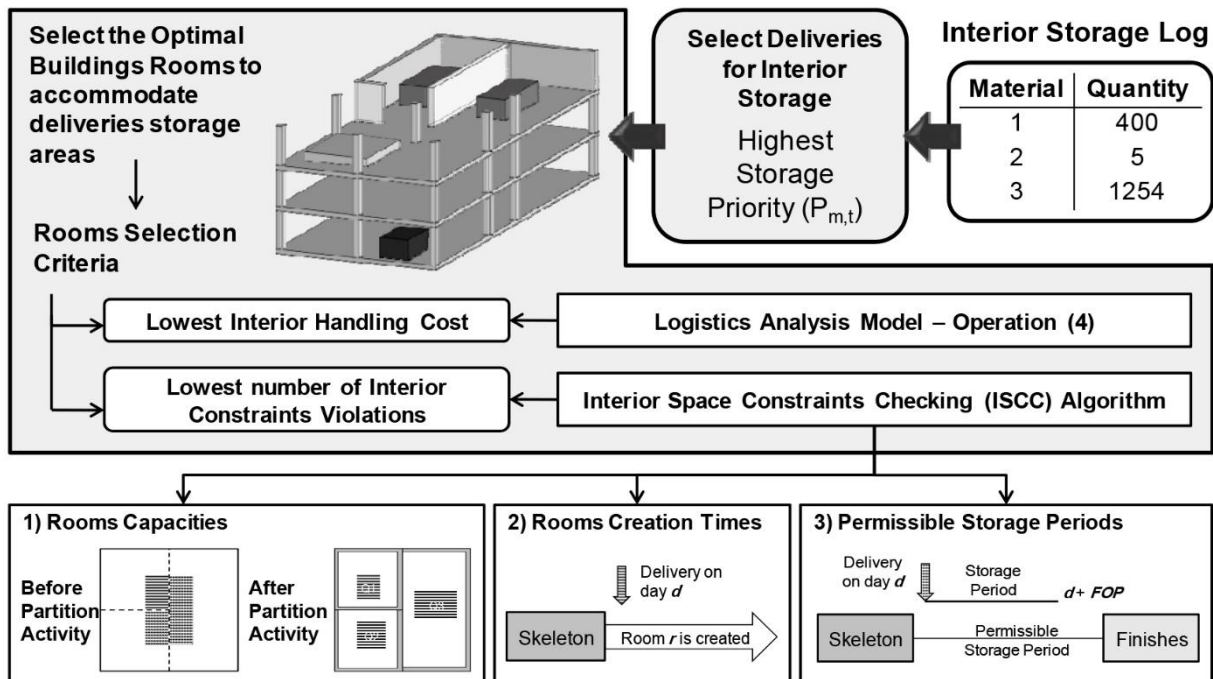 Select the Optimal
Buildings Rooms to
accommodate
deliveries storage
areas
Rooms Selection
Criteria
Select Deliveries
for Interior
Storage
Highest
Storage
Priority (Pm,t)
Interior Storage Log
Material Quantity
1 400
2 5
3 1254
Lowest Interior Handling Cost
Logistics Analysis Model – Operation (4)
Lowest number of Interior
Constraints Violations
Interior Space Constraints Checking (ISCC) Algorithm
1) Rooms Capacities
Before
Partition
Activity
After
Partition
Activity
Q1
Q2
Q3
2) Rooms Creation Times
Delivery on
day d
Skeleton
Room r is created
3) Permissible Storage Periods
Delivery
on day d
Storage
Period
d + FOP
Skeleton
Permissible
Storage Period
Finishes